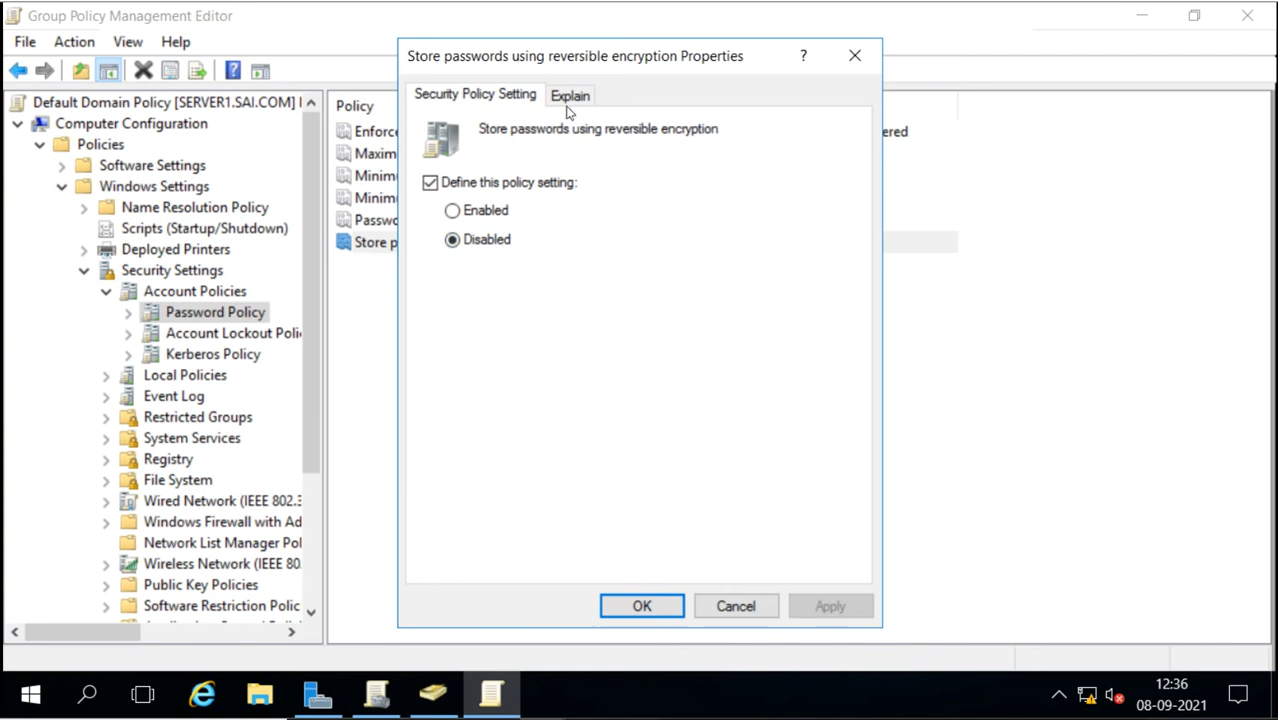 Group Policy Management Editor
File Action View Help
Default Domain Policy [SERVER1.SAI.COM]
Computer Configuration
Policies
Software Settings
Windows Settings
Name Resolution Policy
Scripts (Startup/Shutdown)
Deployed Printers
Security Settings
Account Policies
Password Policy
Account Lockout Poli
Kerberos Policy
Local Policies
Event Log
Restricted Groups
System Services
Registry
File System
Wired Network (IEEE 802.3
Windows Firewall with Ad
Network List Manager Pol
Wireless Network (IEEE 80
Public Key Policies
Software Restriction Polic
Policy
Enforce
Maxim
Minimu
Minimu
Passwo
Store p
ered
Store passwords using reversible encryption Properties
?
Security Policy Setting Explain
Store passwords using reversible encryption
Define this policy setting:
Enabled
Disabled
OK Cancel Apply
12:36
08-09-2021